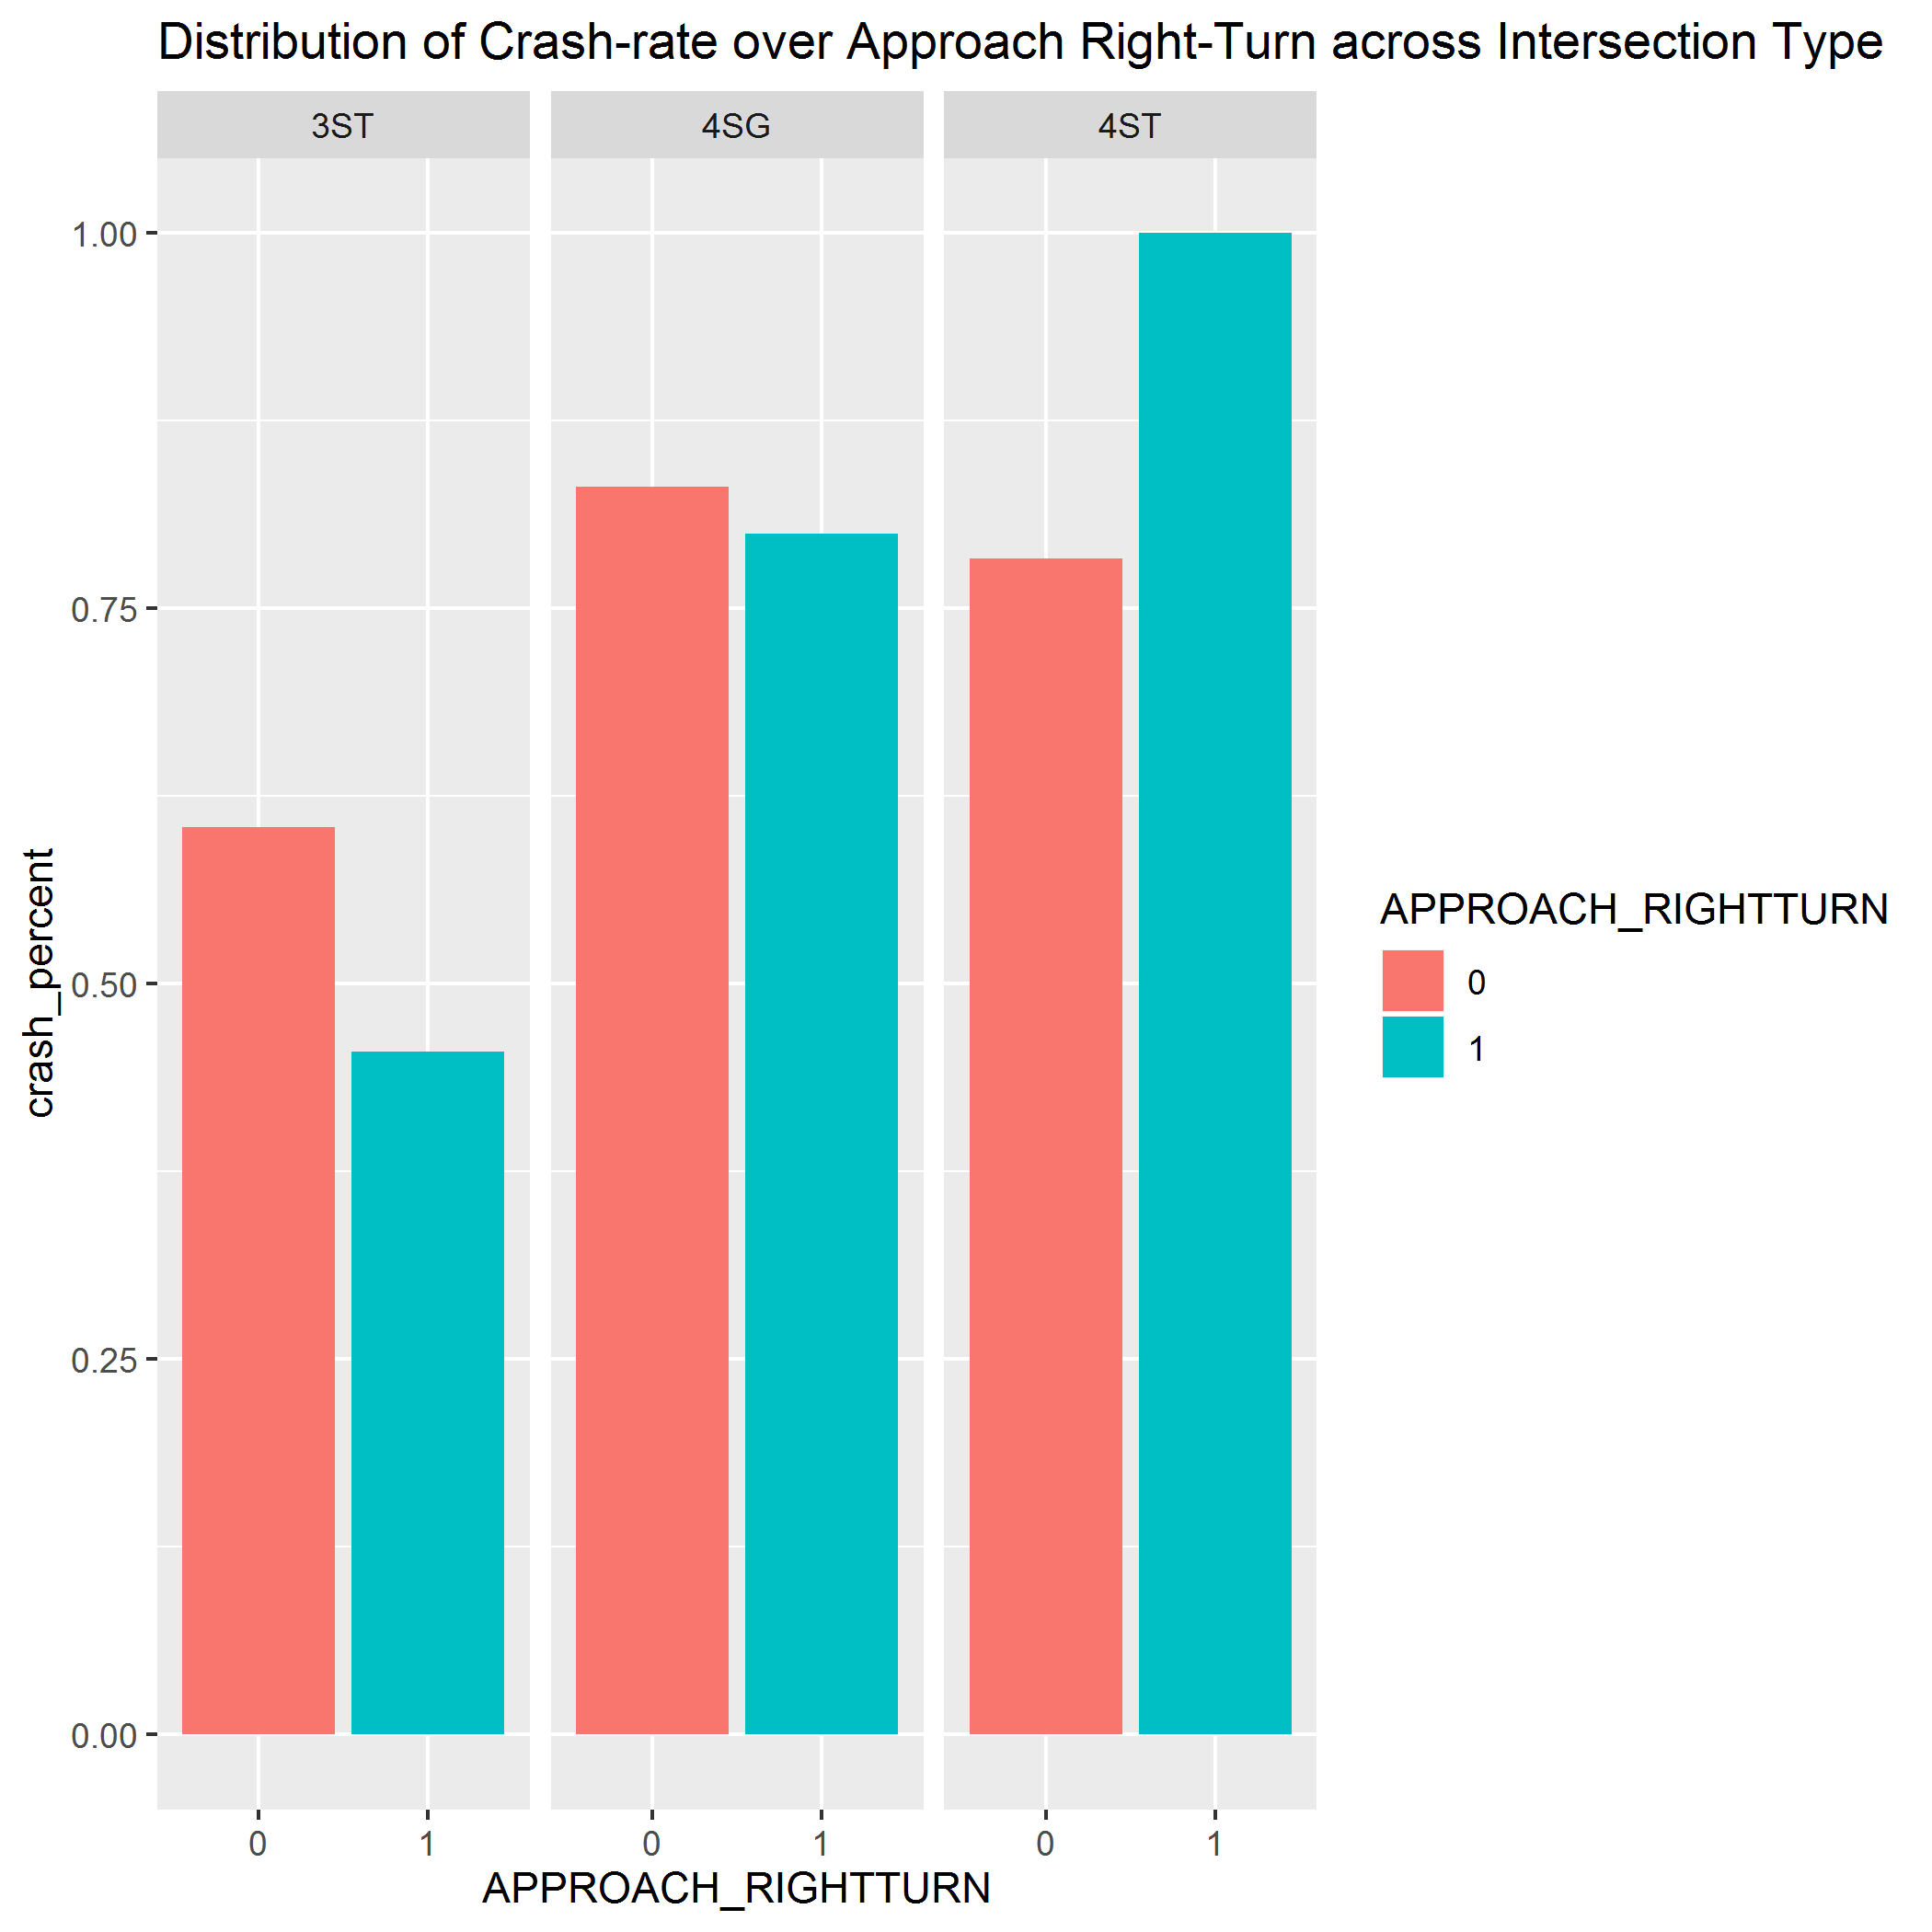 Distribution of Crash-rate over Approach Right-Turn across Intersection Type
3ST
4SG
4ST
1.00
0.75
0.50
0.25
0.00
crash_percent
0
1
0
1
0
1
APPROACH_RIGHTTURN
APPROACH_RIGHTTURN
0
1